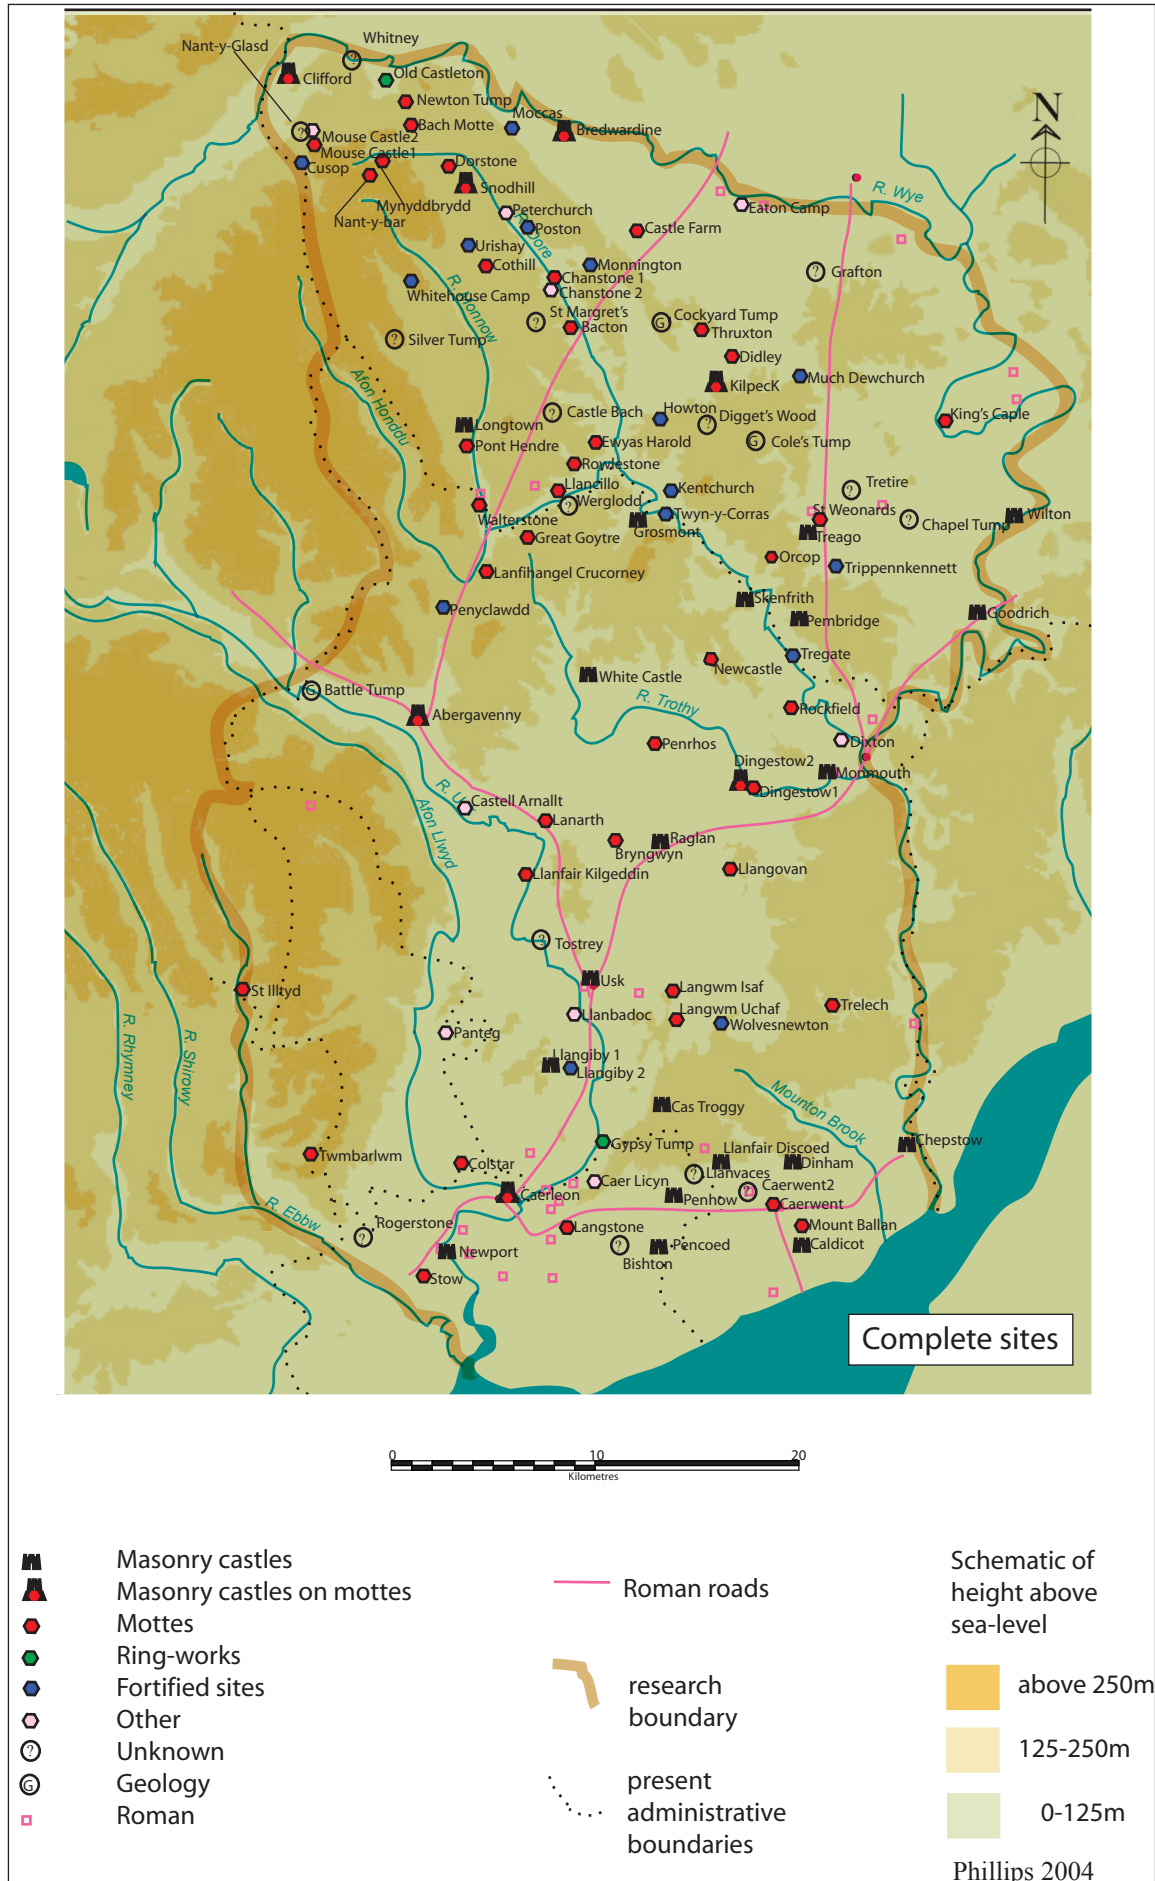 Nant-y-Glasd
Whitney
Clifford
Old Castleton
Newton Tump
Moccas
Bach Motte
Bredwardine
Mouse Castle2
Mouse Castle1
Cusop
Dorstone
Snodhill
Mynyddbrydd
Nant-y-bar
Peterchurch
Poston
R. Dore
Eaton Camp
R. Wye
N
Castle Farm
Urishay
Cothill
Monnington
Chanstone 1
Chanstone 2
Whitehouse Camp
R. Monnow
Grafton
St Margret's
Bacton
Cockyard Tump
Thruxton
Silver Tump
Didley
KilpecK
Much Dewchurch
Afon Honddu
Castle Bach
Howton
Digget's Wood
King's Caple
Longtown
Pont Hendre
Ewyas Harold
Cole's Tump
Rowlestone
Llancillo
Werglodd
Kentchurch
Tretire
Twyn-y-Corras
St Weonards
Chapel Tump
Wilton
Walterstone
Grosmont
Treago
Great Goytre
Orcop
Trippennkennett
Lanfihangel Crucorney
Penyclawdd
Skenfrith
Pembridge
Goodrich
Newcastle
Tregate
White Castle
Battle Tump
R. Trothy
Rockfield
Abergavenny
Penrhos
Dixton
Dingestow2
Monmouth
Dingestow1
R. U
Castell Arnallt
Afon Llwyd
Lanarth
Bryngwyn
Raglan
Llanfair Kilgeddin
Llangovan
Tostrey
Usk
St Illtyd
Langwm Isaf
Langwm Uchaf
Trelech
Wolvesnewton
Llanbadoc
Panteg
R. Rhymney
R. Shirowy
Llangiby 1
Llangiby 2
Mounton Brook
Cas Troggy
Gypsy Tump
Chepstow
Llanfair Discoed
Dinham
Twmbarlwm
Colstar
Llanvaces
Caer Licyn
Caerwent2
Penhow
Caerleon
Caerwent
R. Ebbw
Rogerstone
Langstone
Mount Ballan
Newport
Bishton
Pencoed
Caldicot
Stow
Complete sites
0 10 20
Kilometres
Masonry castles
Masonry castles on mottes
Mottes
Ring-works
Fortified sites
Other
? Unknown
G Geology
Roman
Roman roads
research
boundary
present
administrative
boundaries
Schematic of
height above
sea-level
above 250m
125-250m
0-125m
Phillips 2004